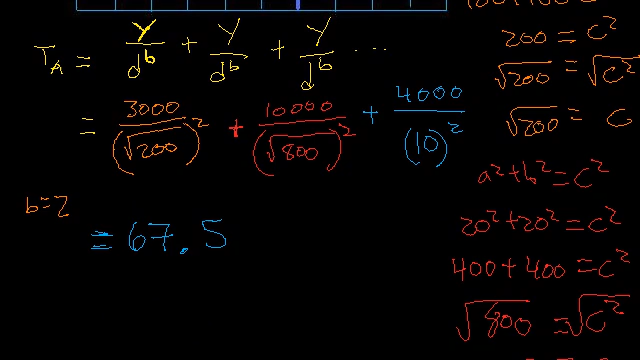 T_A = Y/d^b + Y/d^b + Y/d^b ...
= 3000/(√200)^2 + 10000/(√800)^2 + 4000/(10)^2
b=2
= 67.5
200 = c^2
√200 = √c^2
√200 = c
a^2+b^2=c^2
20^2+20^2=c^2
400+400=c^2
√800 = √c^2